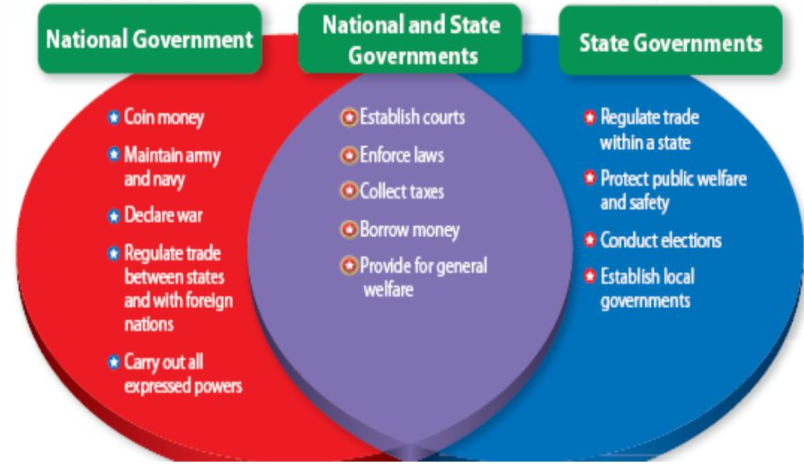 National Government
National and State
Governments
State Governments
Coin money
Maintain army
and navy
Declare war
Regulate trade
between states
and with foreign
nations
Carry out all
expressed powers
Establish courts
Enforce laws
Collect taxes
Borrow money
Provide for general
welfare
Regulate trade
within a state
Protect public welfare
and safety
Conduct elections
Establish local
governments